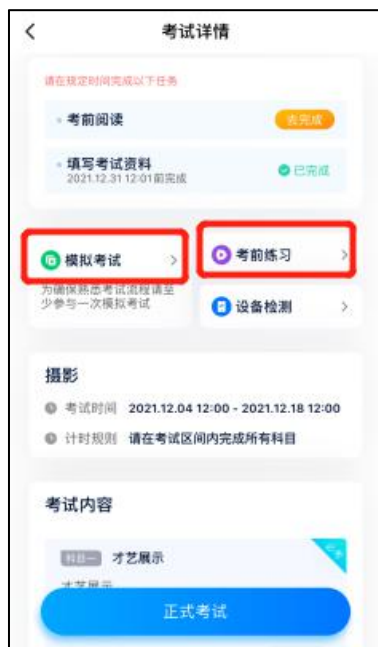 考试详情
请在规定时间完成以下任务
考前阅读
去完成
填写考试资料
2021.12.31 12:01前完成
已完成
模拟考试
考前练习
为确保熟悉考试流程请至
少参与一次模拟考试
设备检测
摄影
考试时间 2021.12.04 12:00 - 2021.12.18 12:00
计时规则 请在考试区间内完成所有科目
考试内容
科目一 才艺展示
才艺展示
正式考试